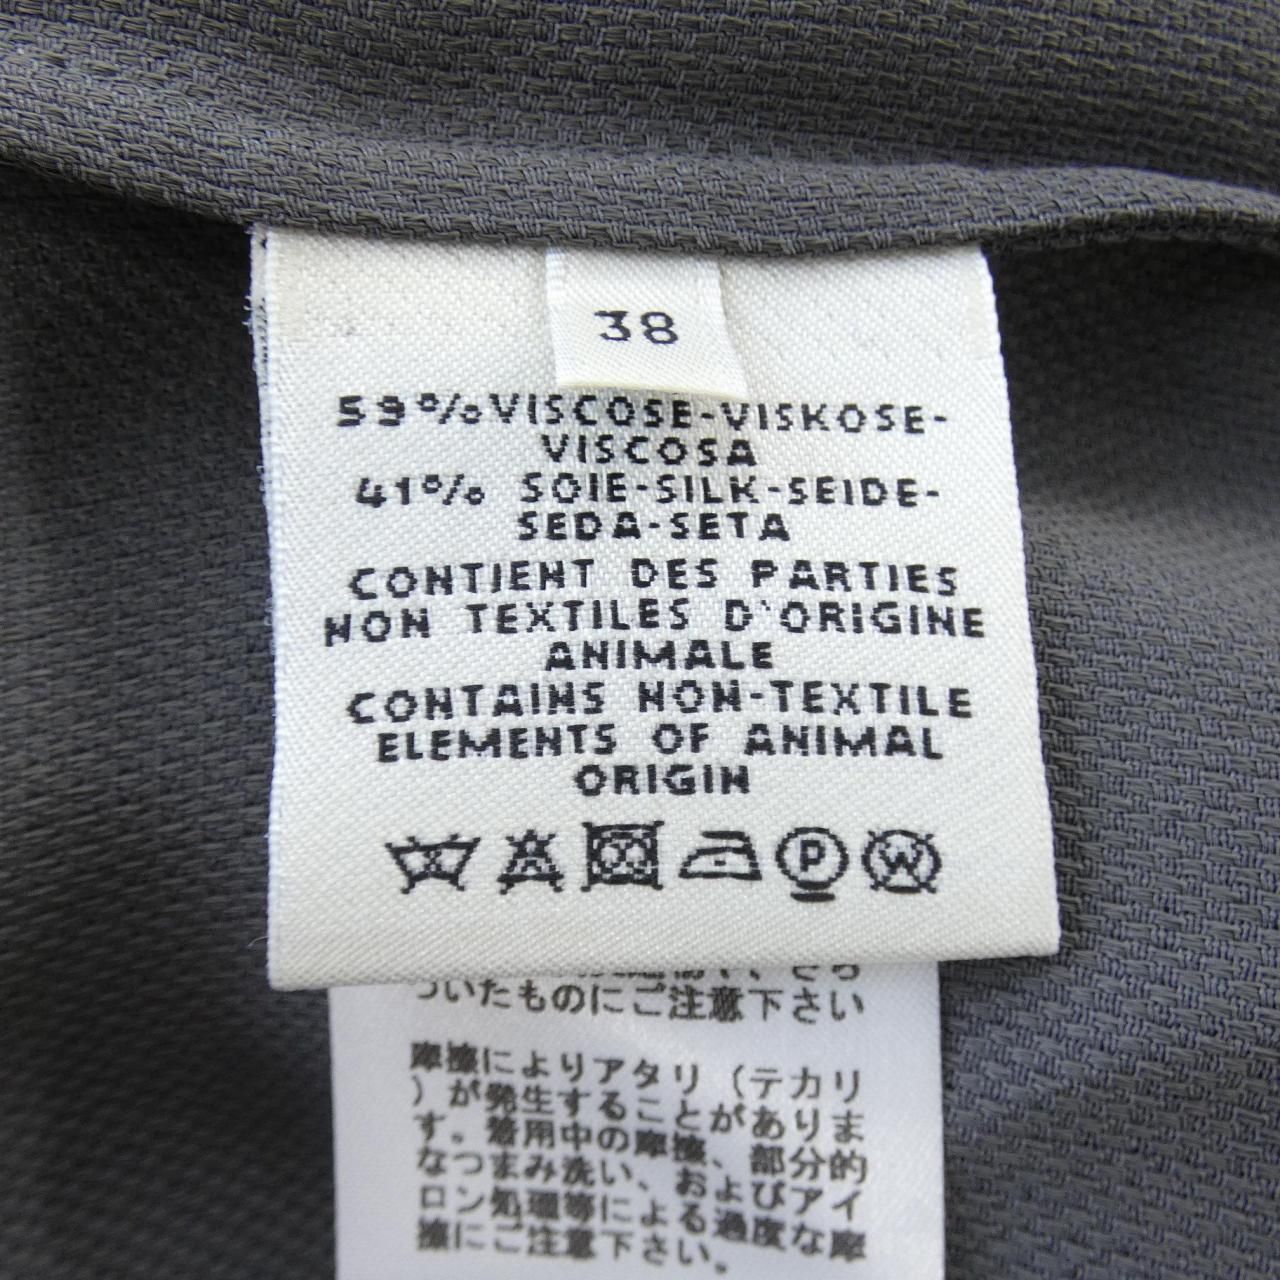 38
59%VISCOSE-VISKOSE-
VISCOSA
41% SOIE-SILK-SEIDE-
SEDA-SETA
CONTIENT DES PARTIES
NON TEXTILES D'ORIGINE
ANIMALE
CONTAINS NON-TEXTILE
ELEMENTS OF ANIMAL
ORIGIN
P W
ついたものにご注意下さい
摩擦によりアタリ（テカリ
）が発生することがありま
す。着用中の摩擦、部分的
なつまみ洗い、およびアイ
ロン処理等による過度な摩
擦にご注意下さい。